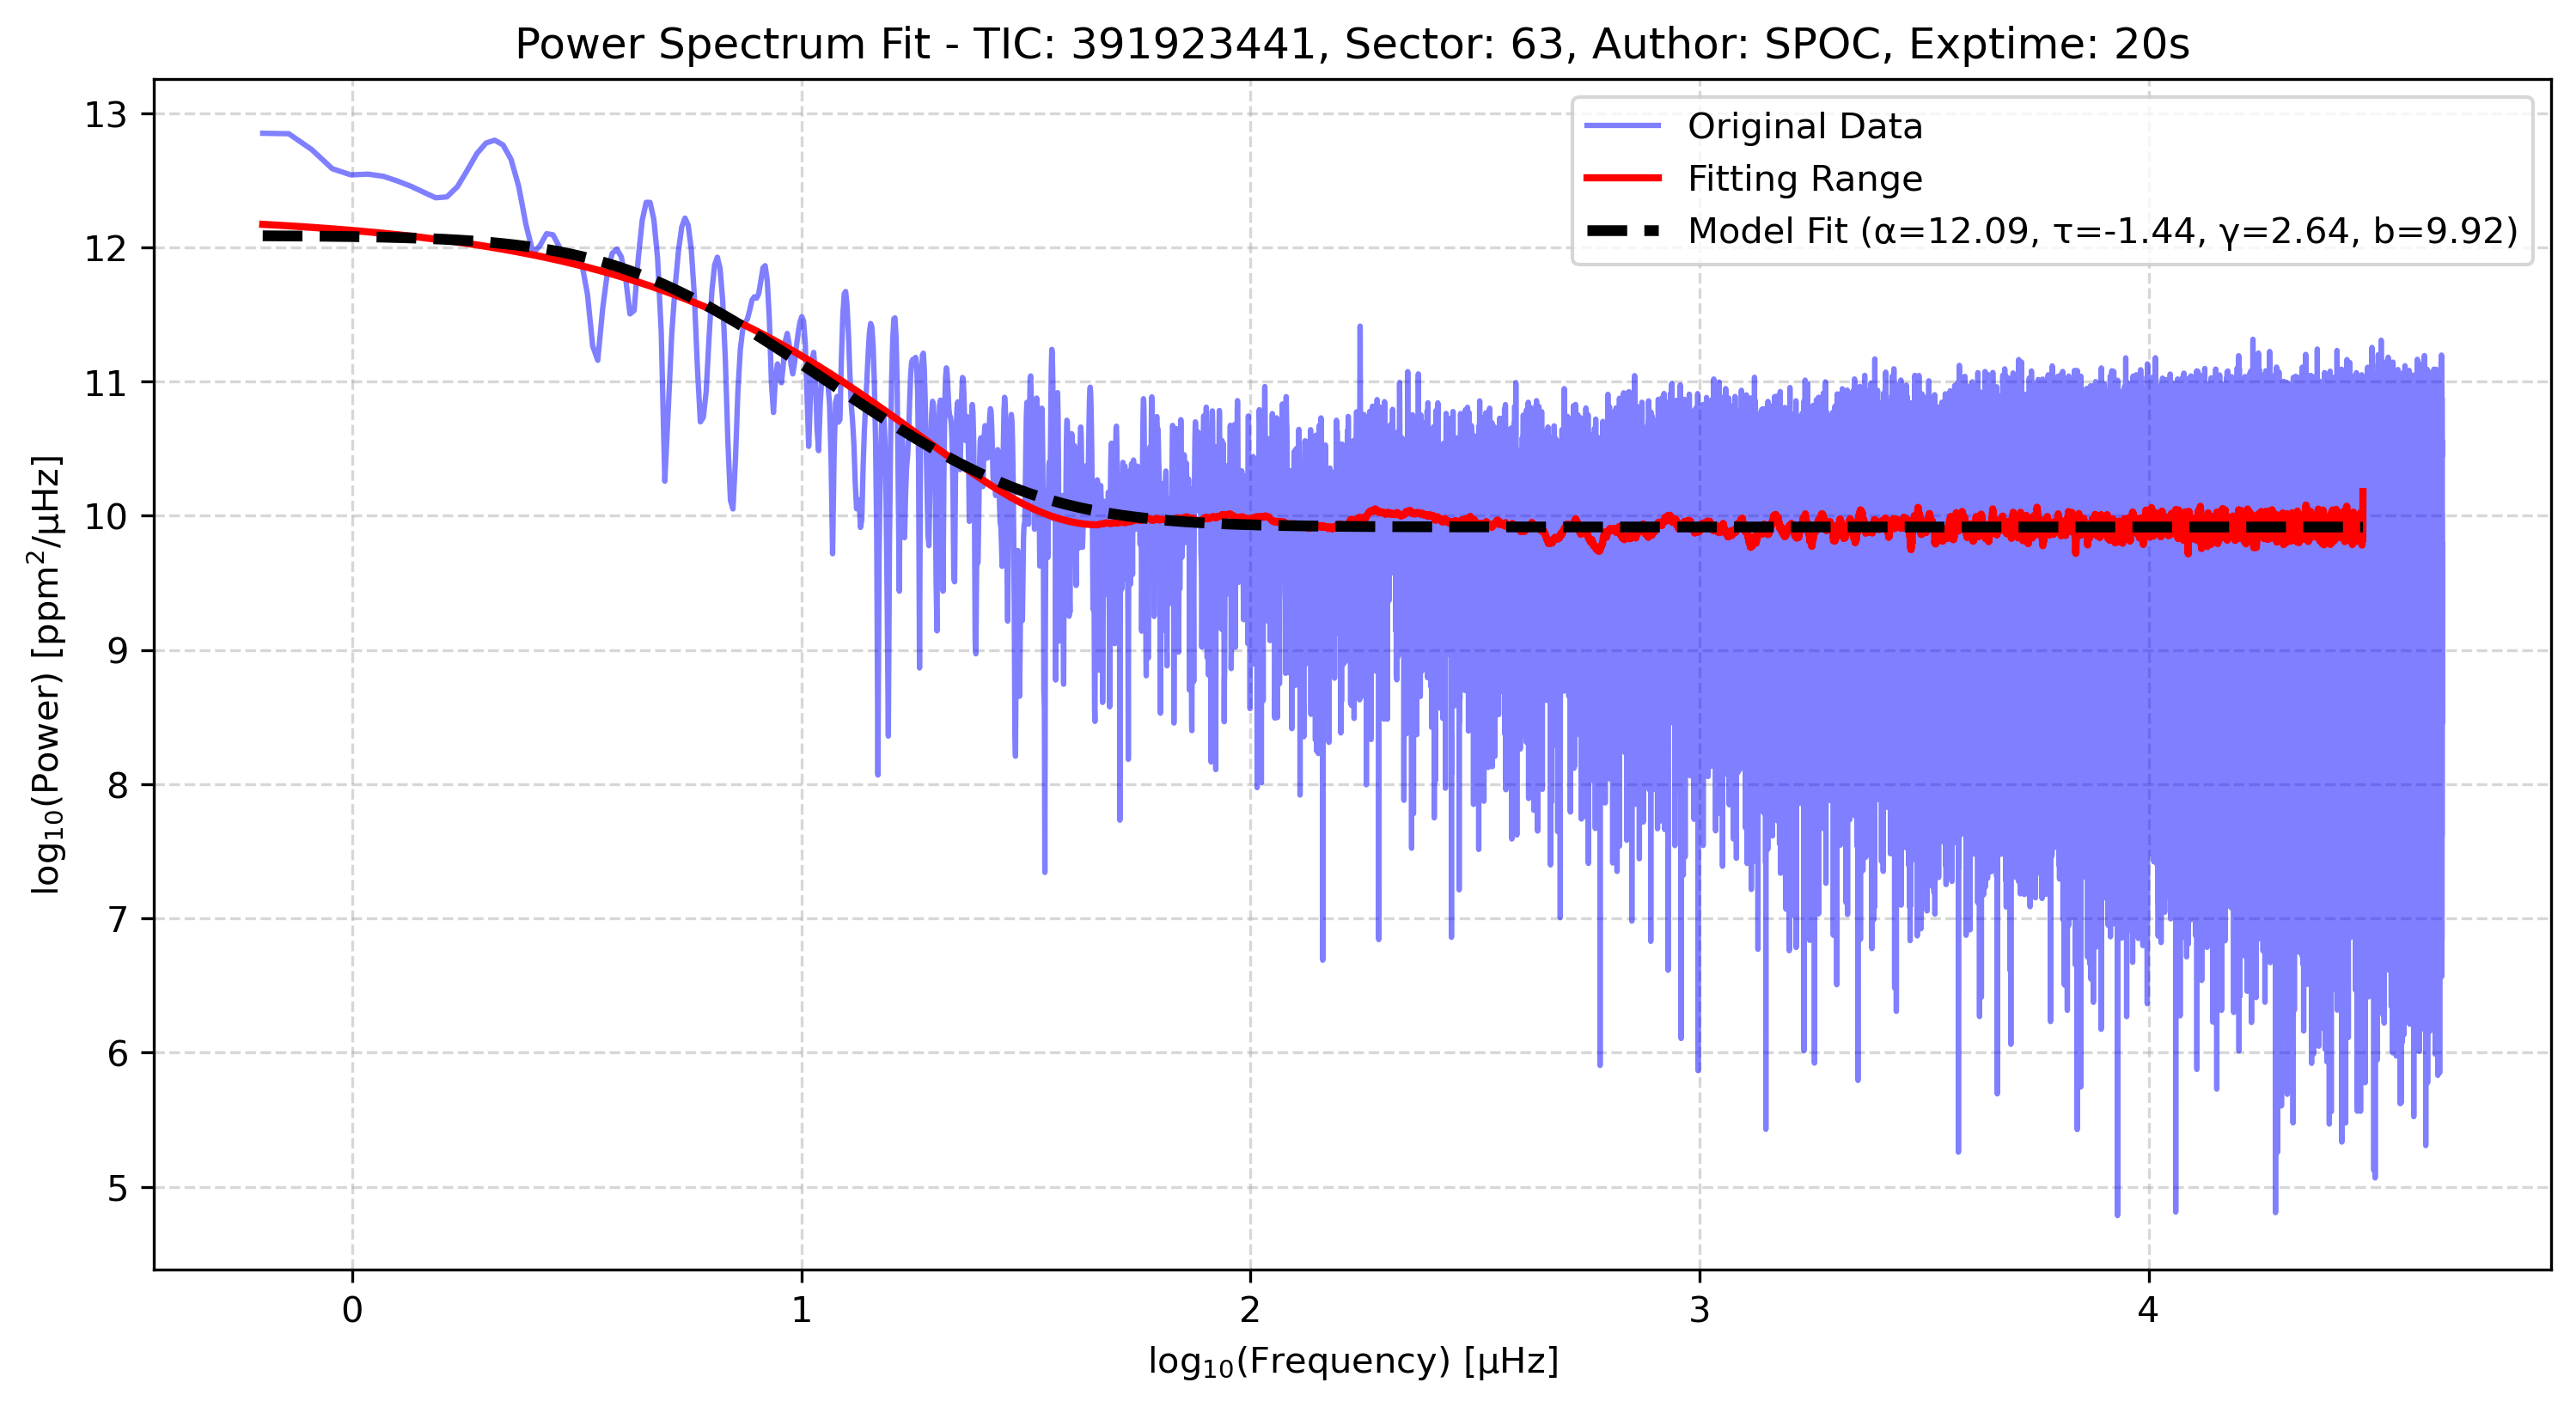 Power Spectrum Fit - TIC: 391923441, Sector: 63, Author: SPOC, Exptime: 20s
Original Data
Fitting Range
Model Fit (α=12.09, τ=-1.44, γ=2.64, b=9.92)
log₁₀(Power) [ppm²/μHz]
13
12
11
10
9
8
7
6
5
0 1 2 3 4
log₁₀(Frequency) [μHz]